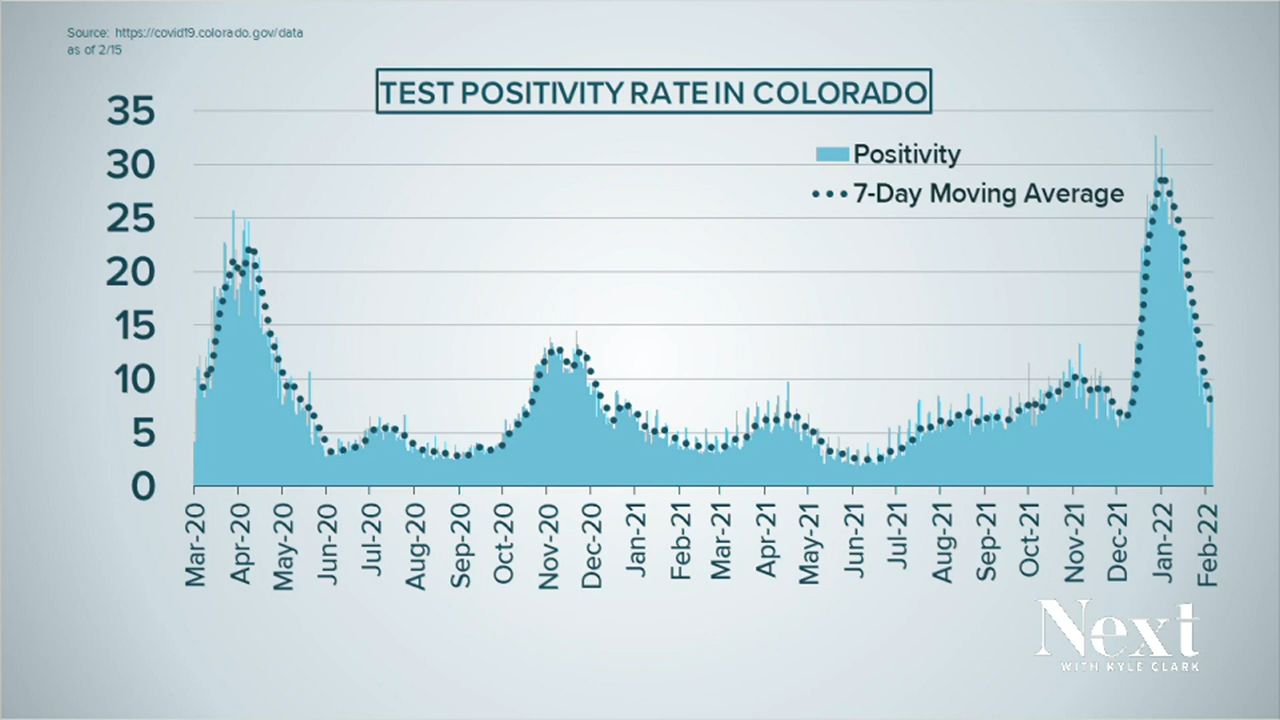 Source: https://covid19.colorado.gov/data
as of 2/15
TEST POSITIVITY RATE IN COLORADO
35
30
25
20
15
10
5
0
Positivity
7-Day Moving Average
Mar-20
Apr-20
May-20
Jun-20
Jul-20
Aug-20
Sep-20
Oct-20
Nov-20
Dec-20
Jan-21
Feb-21
Mar-21
Apr-21
May-21
Jun-21
Jul-21
Aug-21
Sep-21
Oct-21
Nov-21
Dec-21
Jan-22
Feb-22
Next
WITH KYLE CLARK